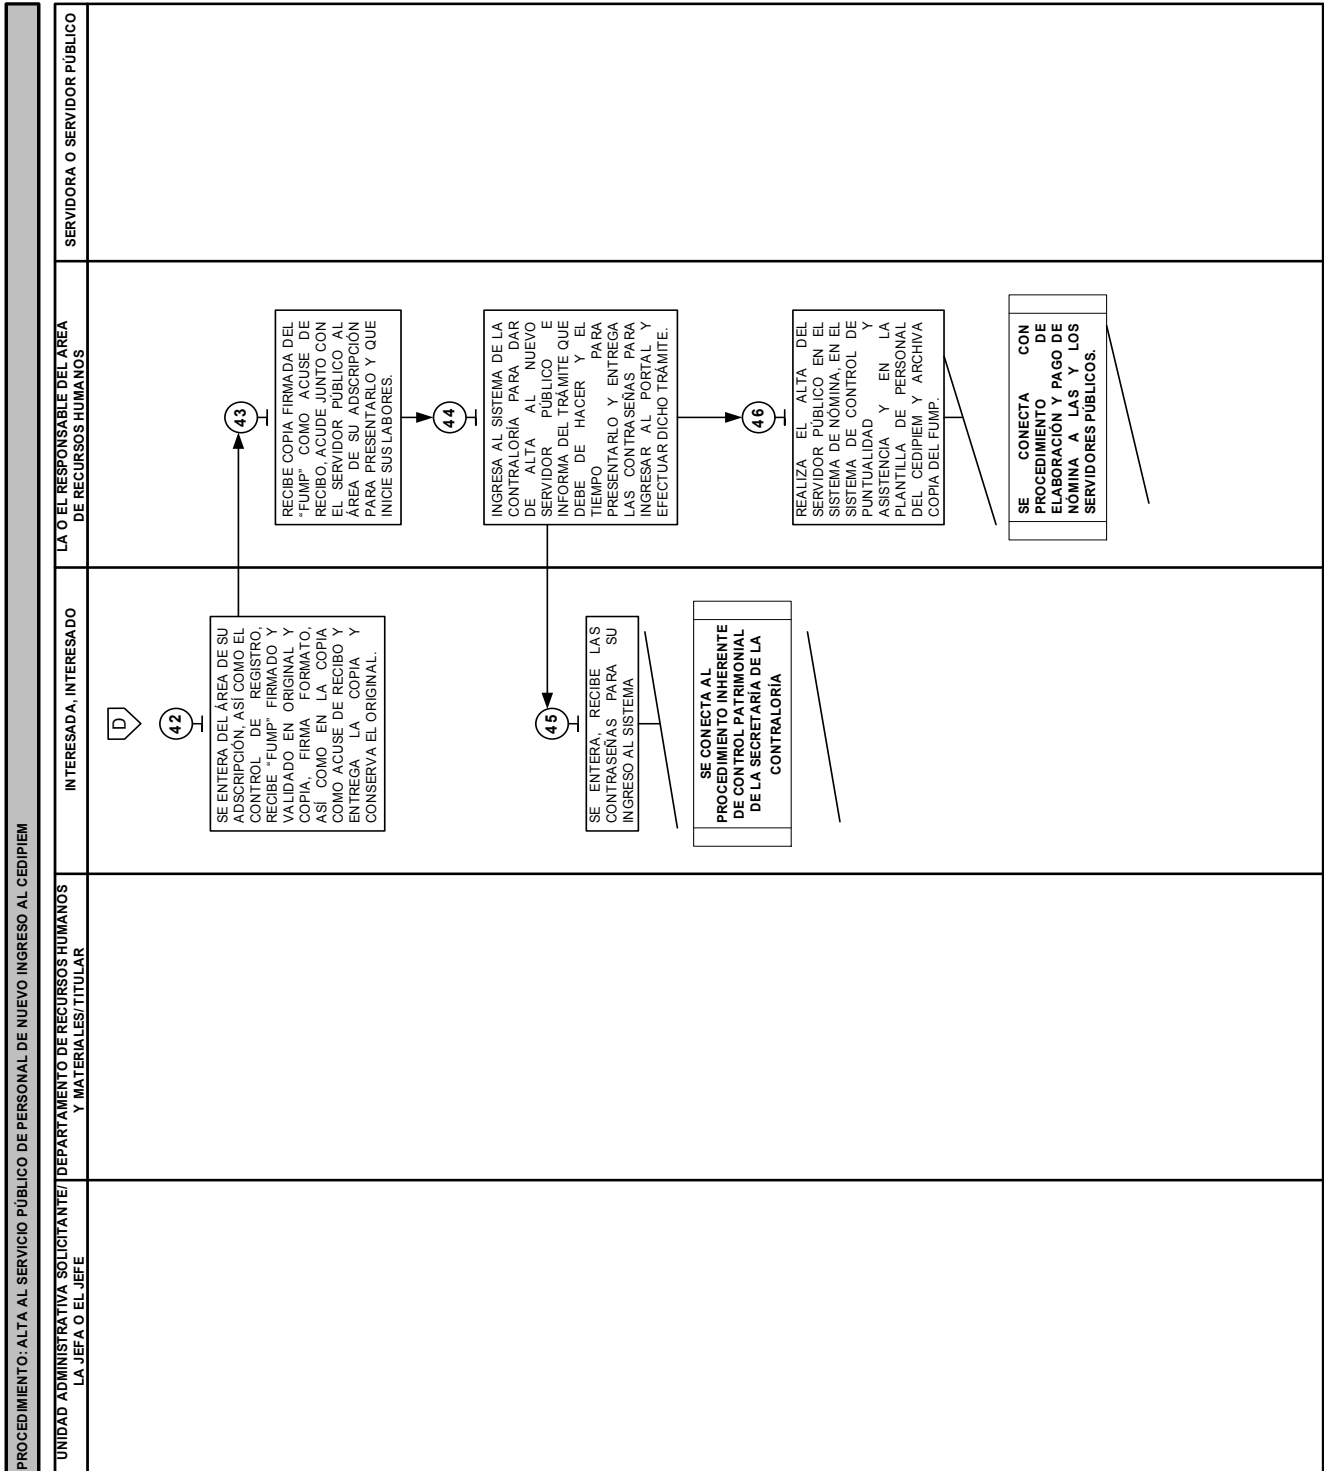 PROCEDIMIENTO: ALTA AL SERVICIO PÚBLICO DE PERSONAL DE NUEVO INGRESO AL CEDIPIEM
UNIDAD ADMINISTRATIVA SOLICITANTE/
LA JEFA O EL JEFE
DEPARTAMENTO DE RECURSOS HUMANOS
Y MATERIALES/TITULAR
INTERESADA, INTERESADO
LA O EL RESPONSABLE DEL ÁREA
DE RECURSOS HUMANOS
SERVIDORA O SERVIDOR PÚBLICO
D
42
SE ENTERA DEL ÁREA DE SU
ADSCRIPCIÓN, ASÍ COMO EL
CONTROL DE REGISTRO,
RECIBE "FUMP" FIRMADO Y
VALIDADO EN ORIGINAL Y
COPIA, FIRMA FORMATO,
ASÍ COMO EN LA COPIA
COMO ACUSE DE RECIBO Y
ENTREGA LA COPIA Y
CONSERVA EL ORIGINAL.
43
RECIBE COPIA FIRMADA DEL
"FUMP" COMO ACUSE DE
RECIBO, ACUDE JUNTO CON
EL SERVIDOR PÚBLICO AL
ÁREA DE SU ADSCRIPCIÓN
PARA PRESENTARLO Y QUE
INICIE SUS LABORES.
44
INGRESA AL SISTEMA DE LA
CONTRALORÍA PARA DAR
DE ALTA AL NUEVO
SERVIDOR PÚBLICO E
INFORMA DEL TRÁMITE QUE
DEBE DE HACER Y EL
TIEMPO PARA
PRESENTARLO Y ENTREGA
LAS CONTRASEÑAS PARA
INGRESAR AL PORTAL Y
EFECTUAR DICHO TRÁMITE.
45
SE ENTERA, RECIBE LAS
CONTRASEÑAS PARA SU
INGRESO AL SISTEMA
SE CONECTA AL
PROCEDIMIENTO INHERENTE
DE CONTROL PATRIMONIAL
DE LA SECRETARÍA DE LA
CONTRALORÍA
46
REALIZA EL ALTA DEL
SERVIDOR PÚBLICO EN EL
SISTEMA DE NÓMINA, EN EL
SISTEMA DE CONTROL DE
PUNTUALIDAD Y
ASISTENCIA Y EN LA
PLANTILLA DE PERSONAL
DEL CEDIPIEM Y ARCHIVA
COPIA DEL FUMP.
SE CONECTA CON
PROCEDIMIENTO DE
ELABORACIÓN Y PAGO DE
NÓMINA A LAS Y LOS
SERVIDORES PÚBLICOS.